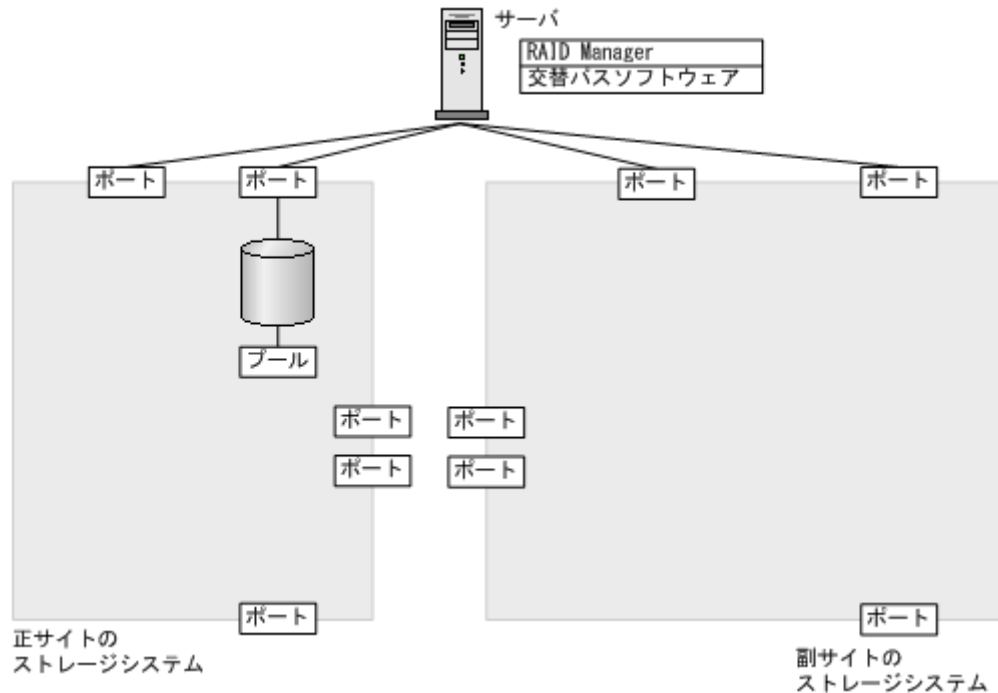 サーバ
RAID Manager
交替パスソフトウェア
ポート
ポート
ポート
ポート
プール
ポート
ポート
ポート
ポート
ポート
ポート
正サイトの
ストレージシステム
副サイトの
ストレージシステム